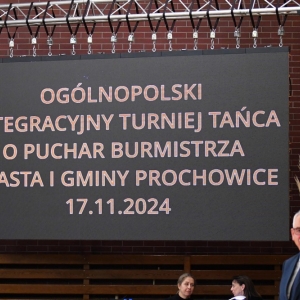 OGÓLNOPOLSKI
TEGRACYJNY TURNIEJ TAŃCA
O PUCHAR BURMISTRZA
ASTA I GMINY PROCHOWICE
17.11.2024